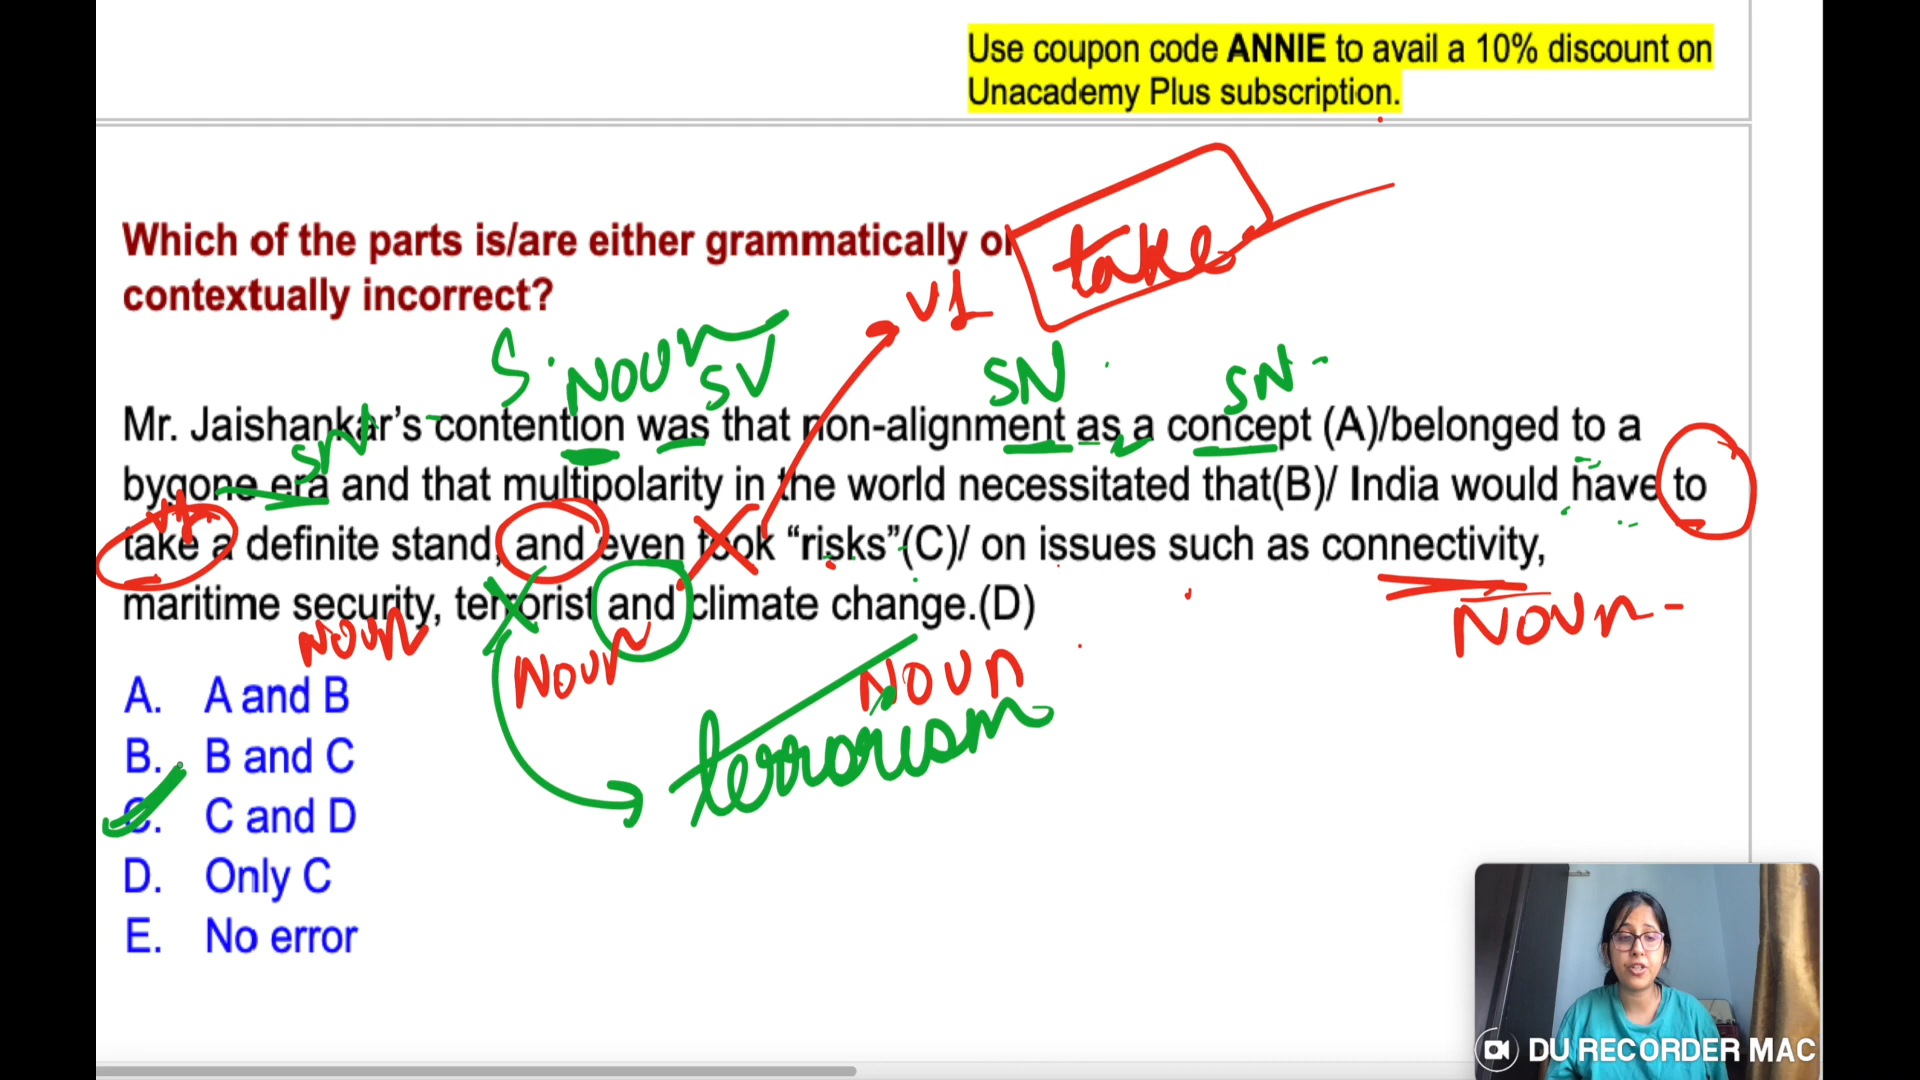 Use coupon code ANNIE to avail a 10% discount on
Unacademy Plus subscription.
Which of the parts is/are either grammatically or
contextually incorrect?
take
V1
S. Noun
SV
SN
SN
Mr. Jaishankar's contention was that non-alignment as a concept (A)/belonged to a
SN
bygone era and that multipolarity in the world necessitated that(B)/ India would have to
V1
take a definite stand, and even took “risks”(C)/ on issues such as connectivity,
maritime security, terrorist and climate change.(D)
Noun
Noun
Noun
Noun
terrorism
A. A and B
B. B and C
C. C and D
D. Only C
E. No error
DU RECORDER MAC